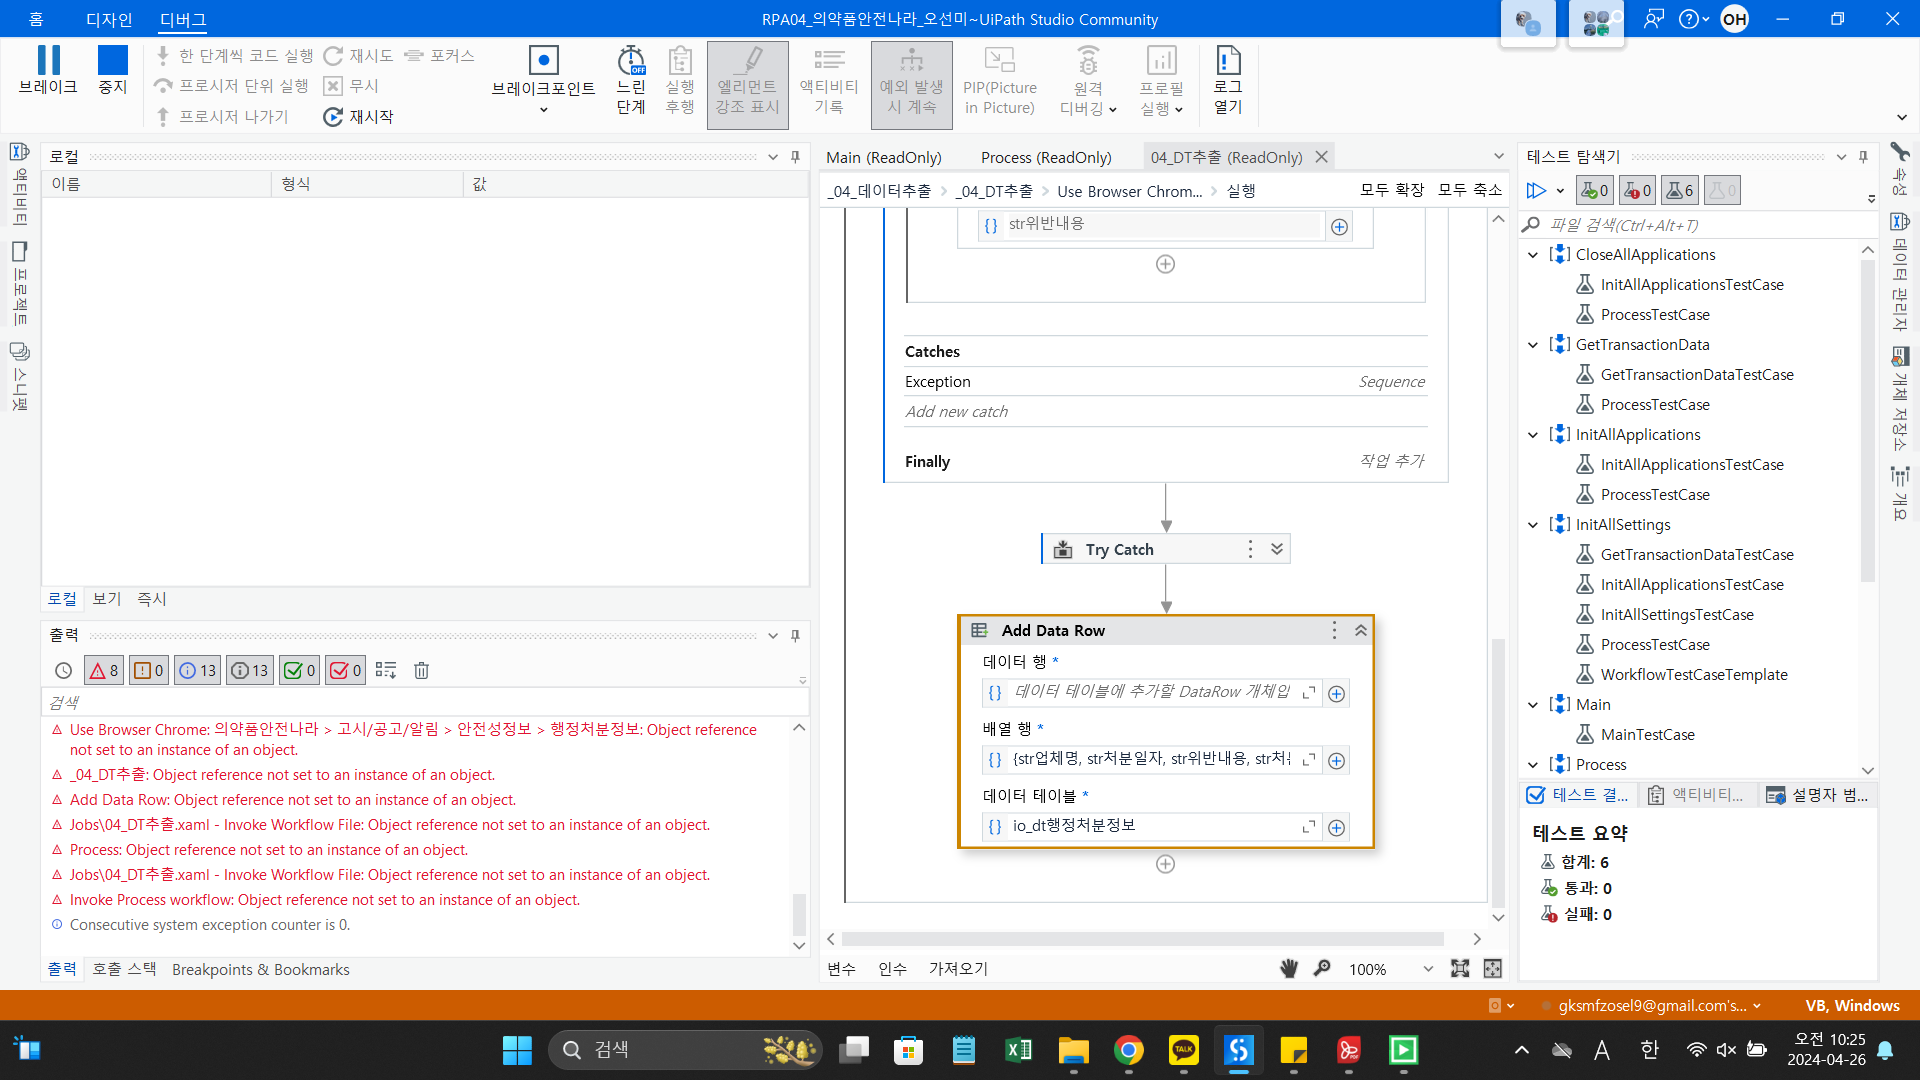 홈
디자인
디버그
RPA04_의약품안전나라_오선미~UiPath Studio Community
OH
브레이크
중지
한 단계씩 코드 실행
프로시저 단위 실행
프로시저 나가기
재시도
무시
재시작
포커스
브레이크포인트
느린
단계
OFF
실행
후행
엘리먼트
강조 표시
액티비티
기록
예외 발생
시 계속
PIP(Picture
in Picture)
원격
디버깅
프로필
실행
로그
열기
액티비티
프로젝트
스니펫
로컬
이름
형식
값
로컬
보기
즉시
출력
8
0
13
13
0
0
검색
Use Browser Chrome: 의약품안전나라 > 고시/공고/알림 > 안전성정보 > 행정처분정보: Object reference
not set to an instance of an object.
_04_DT추출: Object reference not set to an instance of an object.
Add Data Row: Object reference not set to an instance of an object.
Jobs\04_DT추출.xaml - Invoke Workflow File: Object reference not set to an instance of an object.
Process: Object reference not set to an instance of an object.
Jobs\04_DT추출.xaml - Invoke Workflow File: Object reference not set to an instance of an object.
Invoke Process workflow: Object reference not set to an instance of an object.
Consecutive system exception counter is 0.
출력
호출 스택
Breakpoints & Bookmarks
Main (ReadOnly)
Process (ReadOnly)
04_DT추출 (ReadOnly)
_04_데이터추출
_04_DT추출
Use Browser Chrom...
실행
모두 확장
모두 축소
str위반내용
Catches
Exception
Sequence
Add new catch
Finally
작업 추가
Try Catch
Add Data Row
데이터 행 *
데이터 테이블에 추가할 DataRow 개체입
배열 행 *
{str업체명, str처분일자, str위반내용, str처
데이터 테이블 *
io_dt행정처분정보
변수
인수
가져오기
100%
테스트 탐색기
0
0
6
0
파일 검색(Ctrl+Alt+T)
CloseAllApplications
InitAllApplicationsTestCase
ProcessTestCase
GetTransactionData
GetTransactionDataTestCase
ProcessTestCase
InitAllApplications
InitAllApplicationsTestCase
ProcessTestCase
InitAllSettings
GetTransactionDataTestCase
InitAllApplicationsTestCase
InitAllSettingsTestCase
ProcessTestCase
WorkflowTestCaseTemplate
Main
MainTestCase
Process
테스트 결...
액티비티...
설명자 범...
테스트 요약
합계: 6
통과: 0
실패: 0
속성
데이터 관리자
개체 저장소
개요
gksmfzosel9@gmail.com's...
VB, Windows
검색
TALK
PDF
A
한
오전 10:25
2024-04-26